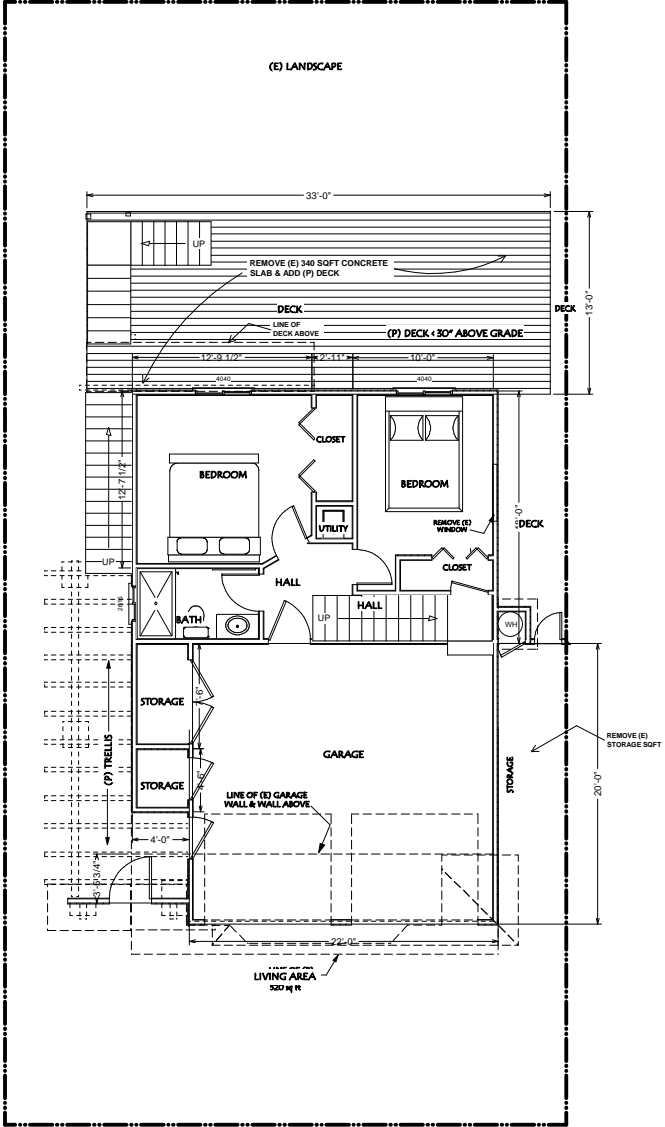 (E) LANDSCAPE
33'-0"
UP
REMOVE (E) 340 SQFT CONCRETE
SLAB & ADD (P) DECK
DECK
DECK
13'-0"
LINE OF
DECK ABOVE
(P) DECK < 30" ABOVE GRADE
12'-9 1/2"
2'-11"
10'-0"
4040
4040
CLOSET
BEDROOM
BEDROOM
12'-7 1/2"
UTILITY
REMOVE (E)
WINDOW
DECK
UP
CLOSET
HALL
HALL
BATH
UP
WH
STORAGE
(P) TRELLIS
GARAGE
REMOVE (E)
STORAGE SQFT
STORAGE
STORAGE
20'-0"
LINE OF (E) GARAGE
WALL & WALL ABOVE
4'-0"
3'-6 3/4"
22'-0"
LIVING AREA
520 sq ft